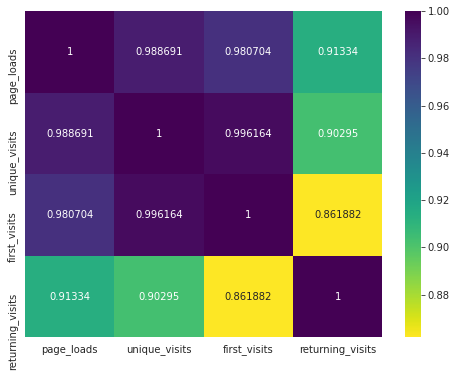 page_loads 1 0.988691 0.980704 0.91334
unique_visits 0.988691 1 0.996164 0.90295
first_visits 0.980704 0.996164 1 0.861882
returning_visits 0.91334 0.90295 0.861882 1
page_loads unique_visits first_visits returning_visits
1.00
0.98
0.96
0.94
0.92
0.90
0.88